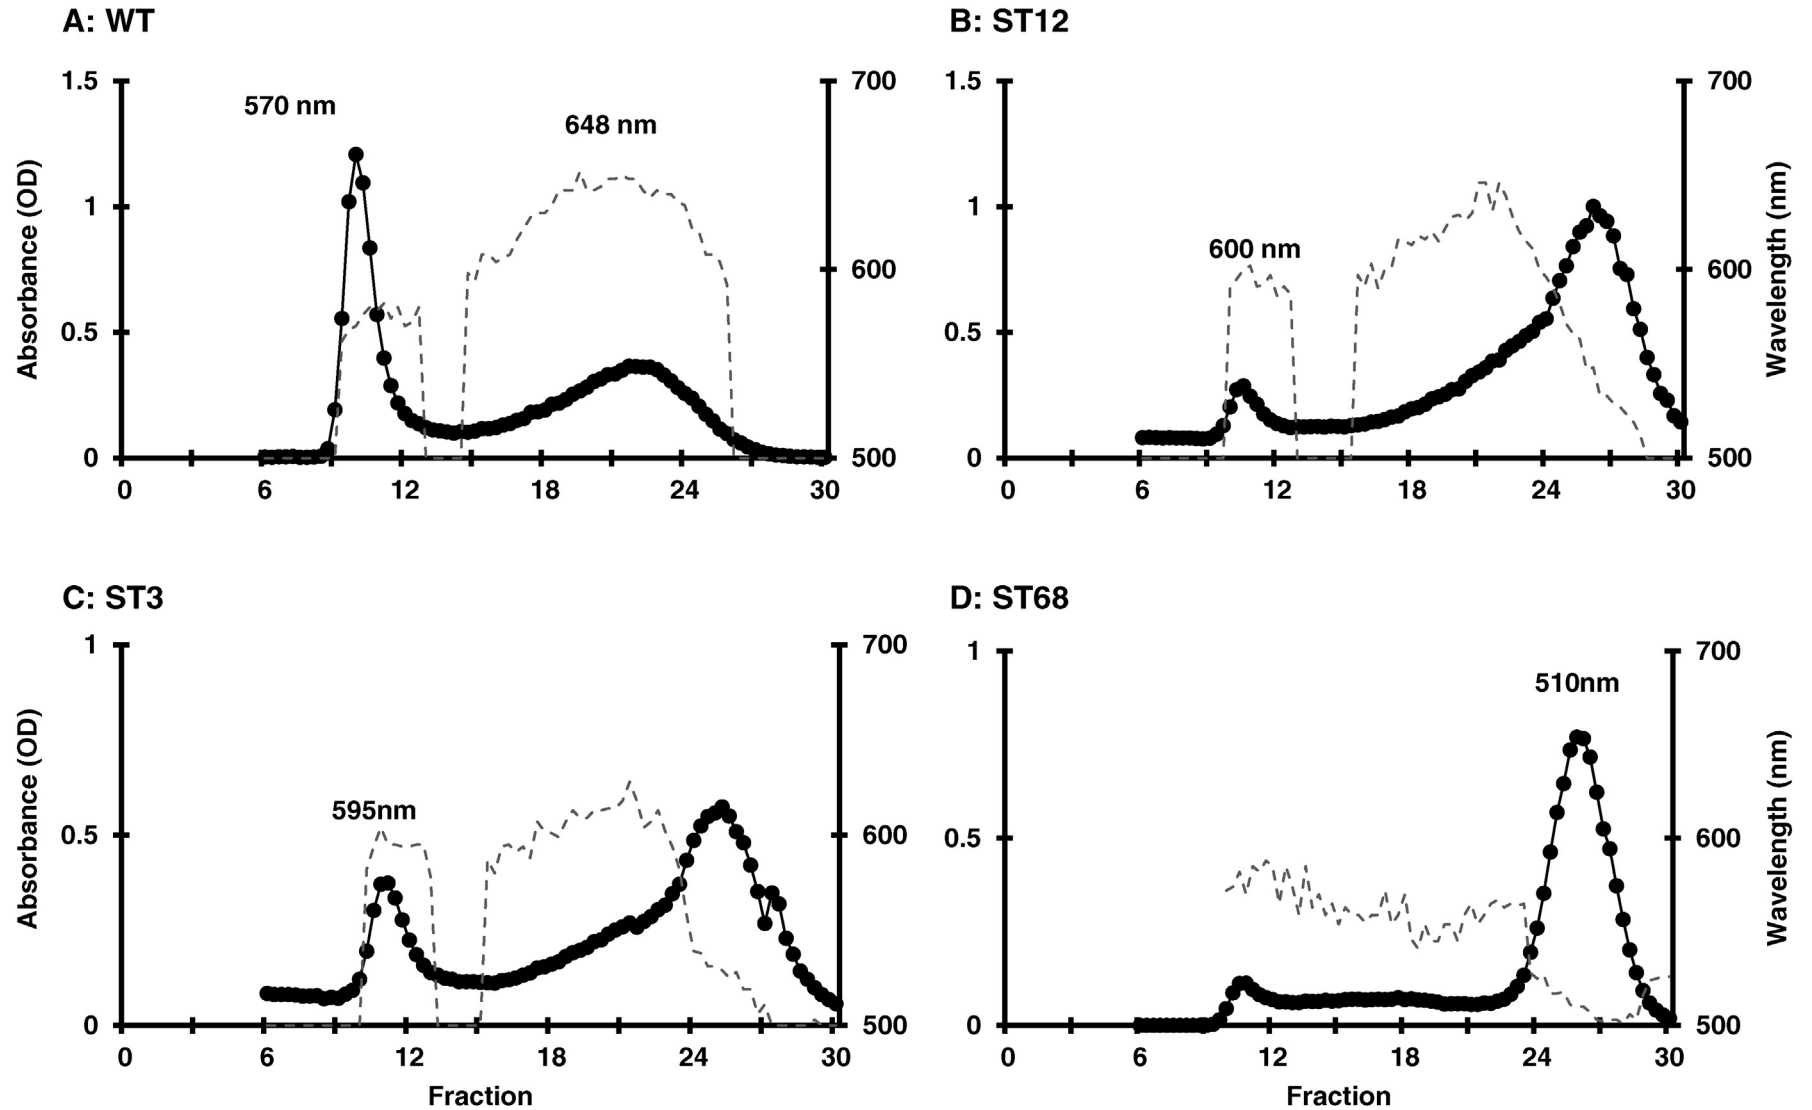 A: WT
B: ST12
1.5 700 1.5 700
570 nm 648 nm
600 nm
Absorbance (OD)
Wavelength (nm)
1 1
600 600
0.5 0.5
0 500 0 500
0 6 12 18 24 30 0 6 12 18 24 30
C: ST3
D: ST68
1 700 1 700
510nm
595nm
Absorbance (OD)
Wavelength (nm)
0.5 600 0.5 600
0 500 0 500
0 6 12 18 24 30 0 6 12 18 24 30
Fraction Fraction